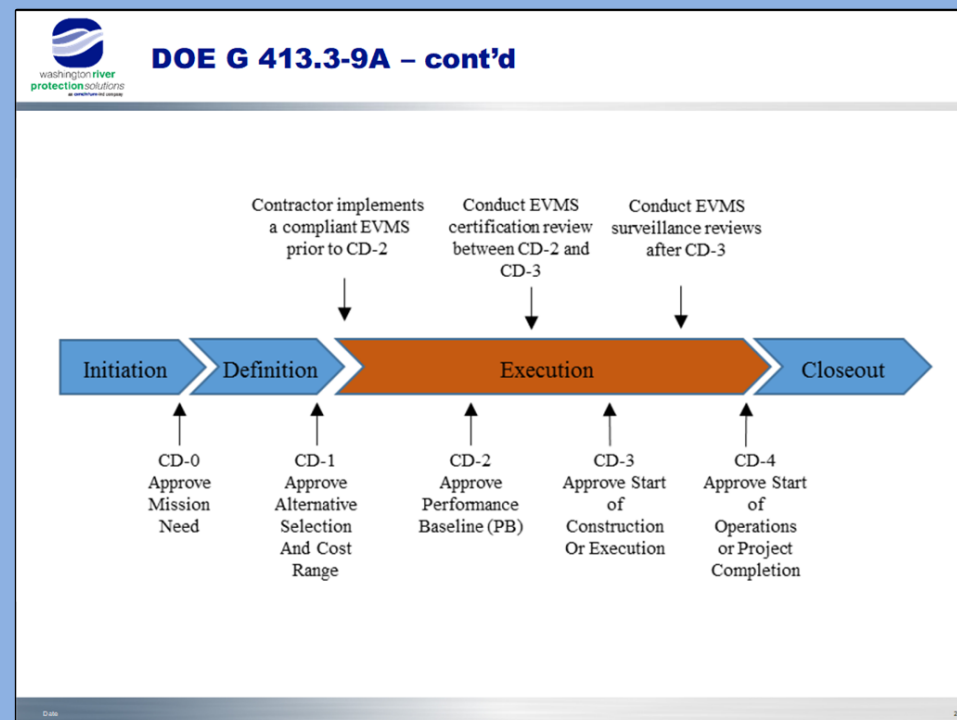 washington river
protection solutions
DOE G 413.3-9A – cont’d
Contractor implements
a compliant EVMS
prior to CD-2
Conduct EVMS
certification review
between CD-2 and
CD-3
Conduct EVMS
surveillance reviews
after CD-3
Initiation
Definition
Execution
Closeout
CD-0
Approve
Mission
Need
CD-1
Approve
Alternative
Selection
And Cost
Range
CD-2
Approve
Performance
Baseline (PB)
CD-3
Approve Start
of
Construction
Or Execution
CD-4
Approve Start
of
Operations
or Project
Completion
Date